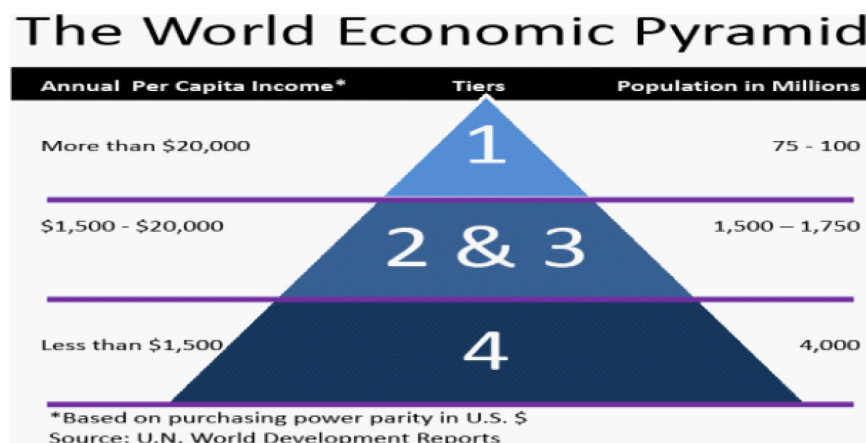 The World Economic Pyramid
Annual Per Capita Income* Tiers Population in Millions
More than $20,000 1 75 - 100
$1,500 - $20,000 2 & 3 1,500 – 1,750
Less than $1,500 4 4,000
*Based on purchasing power parity in U.S. $
Source: U.N. World Development Reports